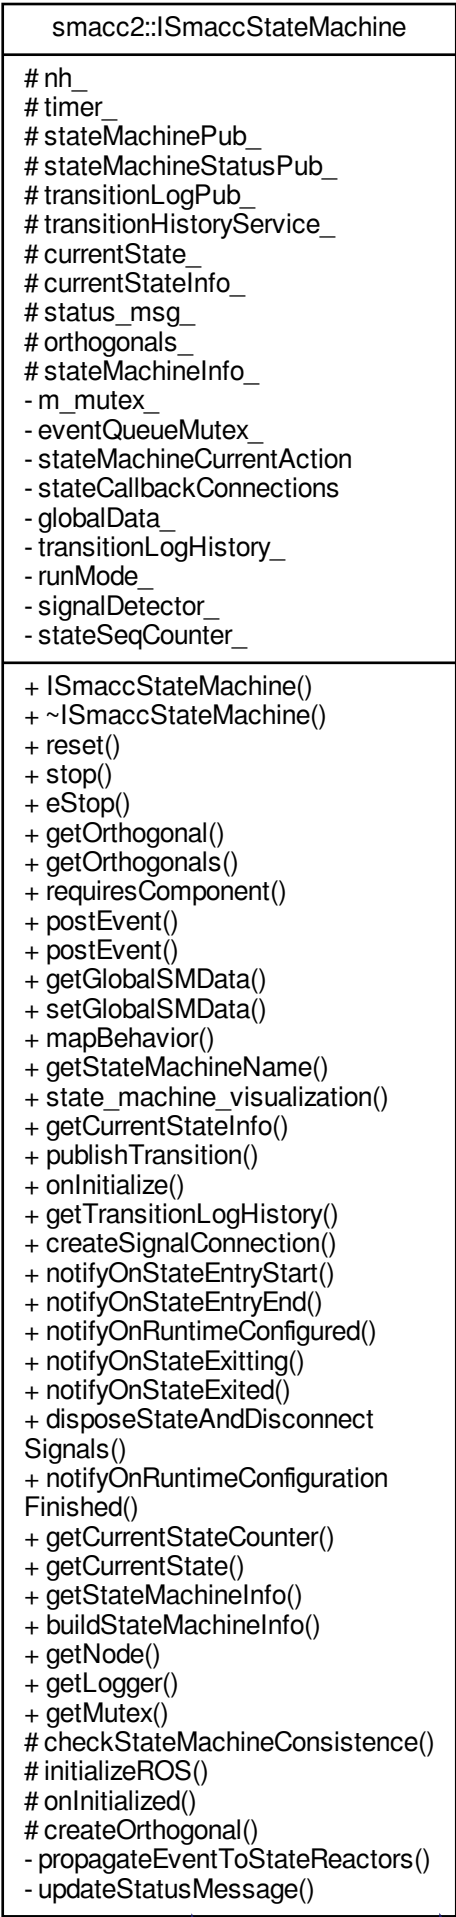 smacc2::ISmaccStateMachine
# nh_
# timer_
# stateMachinePub_
# stateMachineStatusPub_
# transitionLogPub_
# transitionHistoryService_
# currentState_
# currentStateInfo_
# status_msg_
# orthogonals_
# stateMachineInfo_
- m_mutex_
- eventQueueMutex_
- stateMachineCurrentAction
- stateCallbackConnections
- globalData_
- transitionLogHistory_
- runMode_
- signalDetector_
- stateSeqCounter_
+ ISmaccStateMachine()
+ ~ISmaccStateMachine()
+ reset()
+ stop()
+ eStop()
+ getOrthogonal()
+ getOrthogonals()
+ requiresComponent()
+ postEvent()
+ postEvent()
+ getGlobalSMData()
+ setGlobalSMData()
+ mapBehavior()
+ getStateMachineName()
+ state_machine_visualization()
+ getCurrentStateInfo()
+ publishTransition()
+ onInitialize()
+ getTransitionLogHistory()
+ createSignalConnection()
+ notifyOnStateEntryStart()
+ notifyOnStateEntryEnd()
+ notifyOnRuntimeConfigured()
+ notifyOnStateExitting()
+ notifyOnStateExited()
+ disposeStateAndDisconnect
Signals()
+ notifyOnRuntimeConfiguration
Finished()
+ getCurrentStateCounter()
+ getCurrentState()
+ getStateMachineInfo()
+ buildStateMachineInfo()
+ getNode()
+ getLogger()
+ getMutex()
# checkStateMachineConsistence()
# initializeROS()
# onInitialized()
# createOrthogonal()
- propagateEventToStateReactors()
- updateStatusMessage()